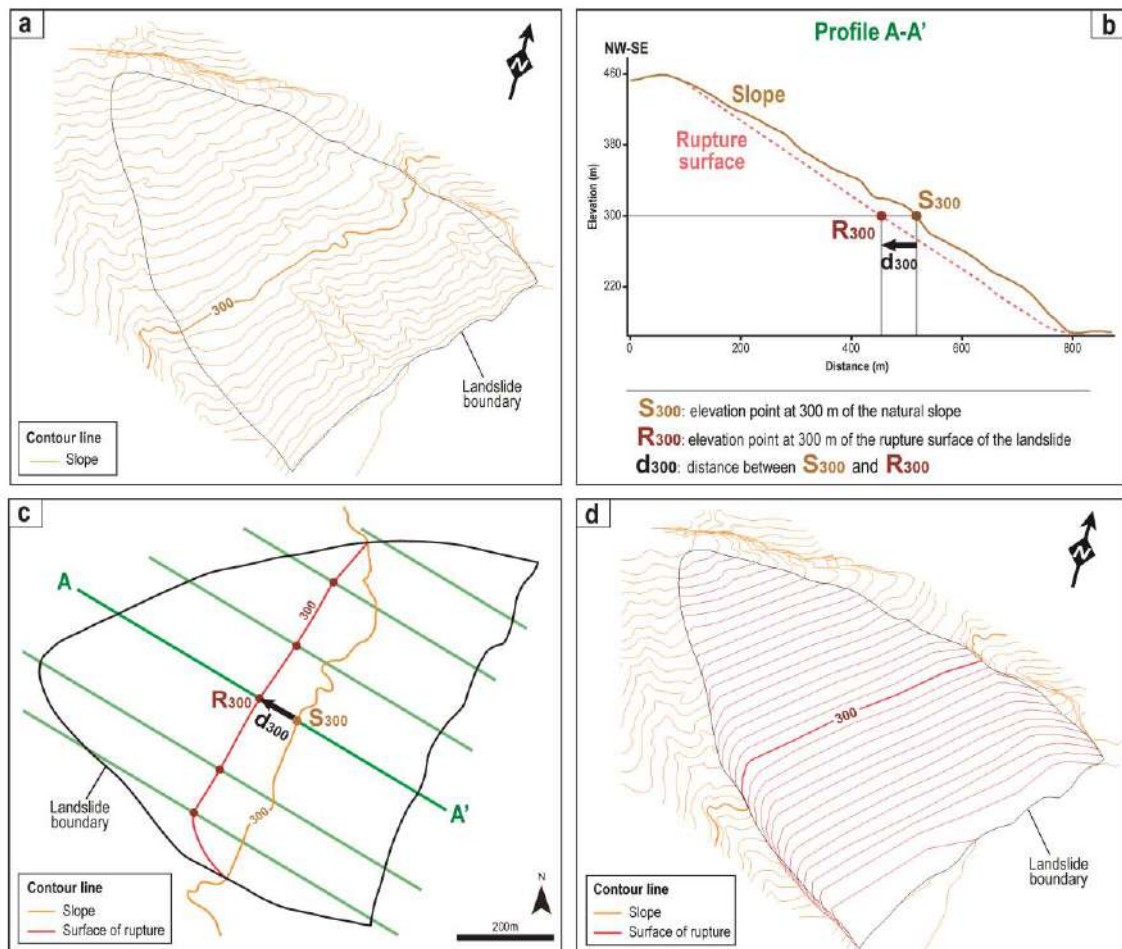 a
N
300
Landslide
boundary
Contour line
Slope
b
Profile A-A’
NW-SE
460
380
300
220
Elevation (m)
Slope
Rupture
surface
S300
R300
d300
0
200
400
600
800
Distance (m)
S300: elevation point at 300 m of the natural slope
R300: elevation point at 300 m of the rupture surface of the landslide
d300: distance between S300 and R300
c
A
300
R300
S300
d300
300
A’
Landslide
boundary
Contour line
Slope
Surface of rupture
N
200m
d
N
300
Landslide
boundary
Contour line
Slope
Surface of rupture